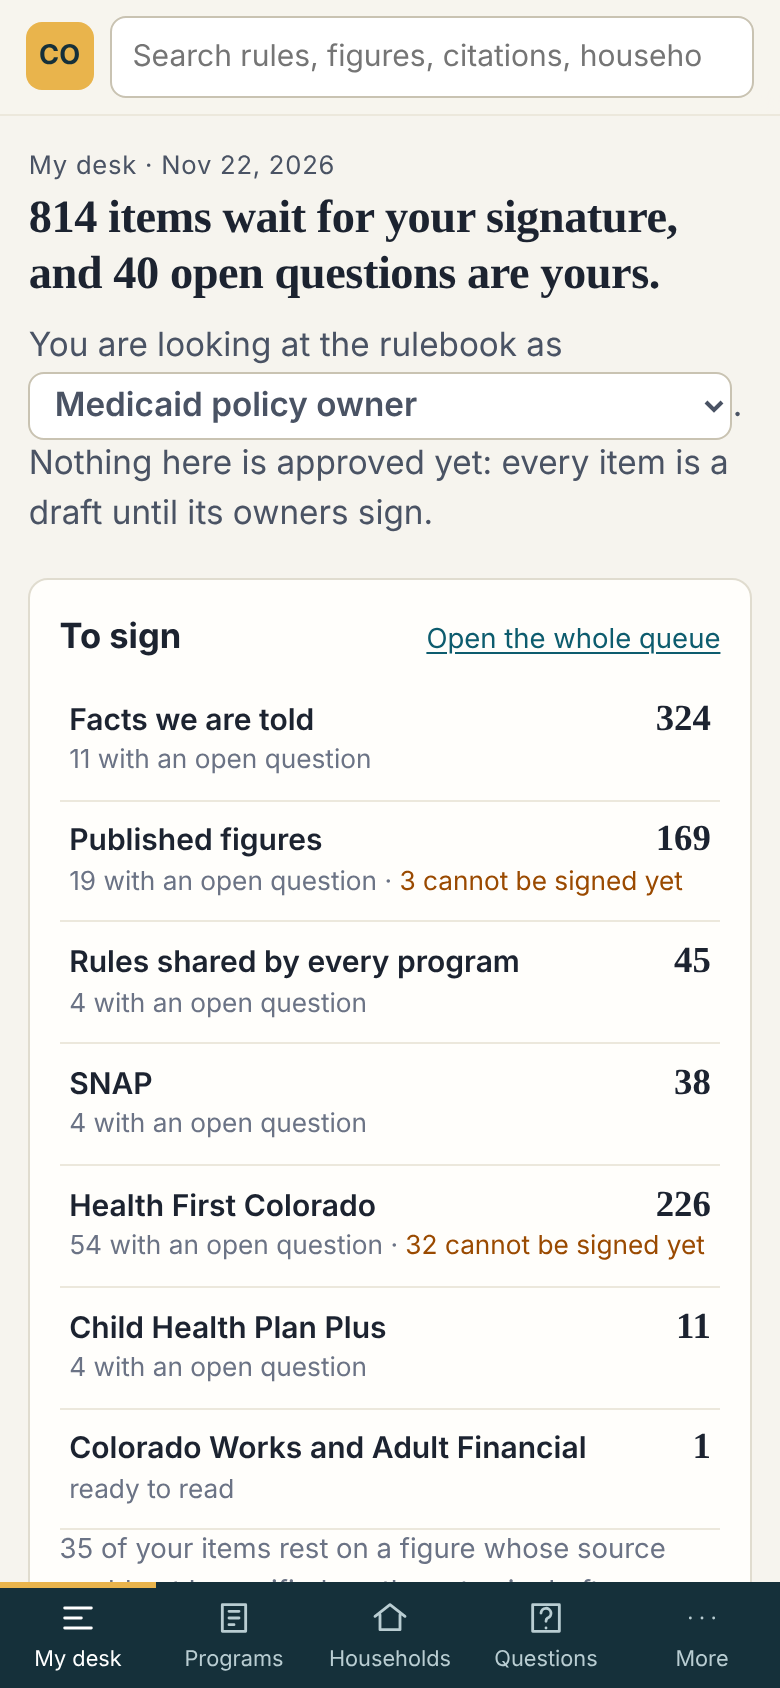 CO
Search rules, figures, citations, househo
My desk · Nov 22, 2026
814 items wait for your signature,
and 40 open questions are yours.
You are looking at the rulebook as
Medicaid policy owner .
Nothing here is approved yet: every item is a
draft until its owners sign.
To sign Open the whole queue
Facts we are told 324
11 with an open question
Published figures 169
19 with an open question · 3 cannot be signed yet
Rules shared by every program 45
4 with an open question
SNAP 38
4 with an open question
Health First Colorado 226
54 with an open question · 32 cannot be signed yet
Child Health Plan Plus 11
4 with an open question
Colorado Works and Adult Financial 1
ready to read
35 of your items rest on a figure whose source
My desk Programs Households Questions More